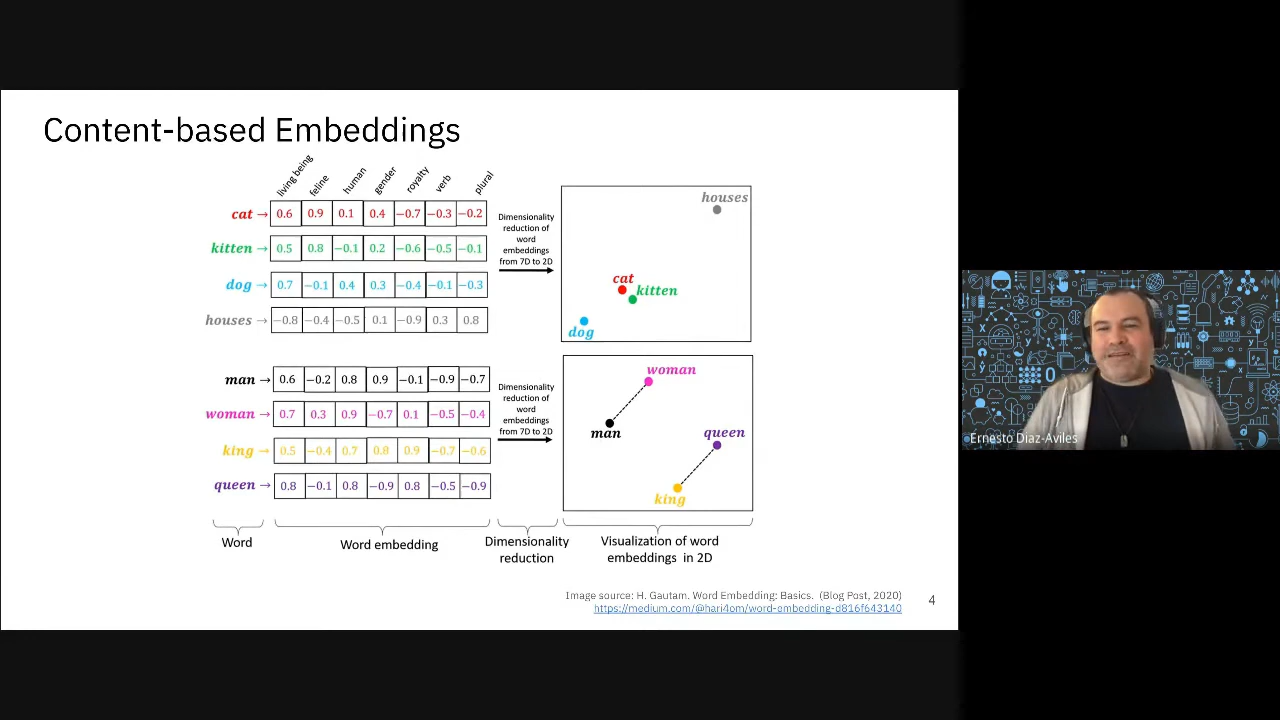 Content-based Embeddings
living being feline human gender royalty verb plural
cat → 0.6 0.9 0.1 0.4 −0.7 −0.3 −0.2
kitten → 0.5 0.8 −0.1 0.2 −0.6 −0.5 −0.1
dog → 0.7 −0.1 0.4 0.3 −0.4 −0.1 −0.3
houses → −0.8 −0.4 −0.5 0.1 −0.9 0.3 0.8
Dimensionality
reduction of
word
embeddings
from 7D to 2D
houses
cat
kitten
dog
man → 0.6 −0.2 0.8 0.9 −0.1 −0.9 −0.7
woman → 0.7 0.3 0.9 −0.7 0.1 −0.5 −0.4
king → 0.5 −0.4 0.7 0.8 0.9 −0.7 −0.6
queen → 0.8 −0.1 0.8 −0.9 0.8 −0.5 −0.9
Dimensionality
reduction of
word
embeddings
from 7D to 2D
woman
man
queen
king
Word
Word embedding
Dimensionality
reduction
Visualization of word
embeddings in 2D
Image source: H. Gautam. Word Embedding: Basics. (Blog Post, 2020)
https://medium.com/@hari4om/word-embedding-d816f643140
4
Ernesto Diaz-Aviles